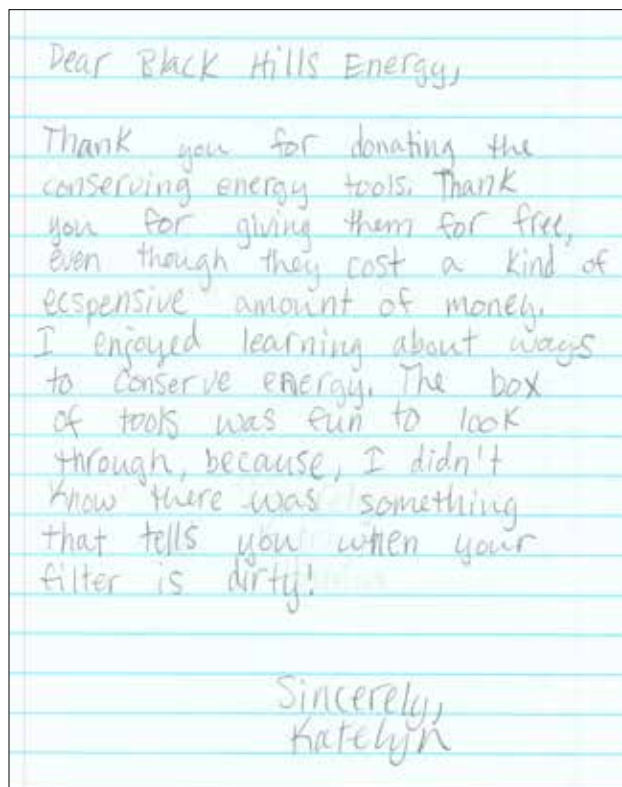 Dear Black Hills Energy,
Thank you for donating the
conserving energy tools. Thank
you for giving them for free,
even though they cost a kind of
ecspensive amount of money.
I enjoyed learning about ways
to conserve energy. The box
of tools was fun to look
through, because, I didn't
know there was something
that tells you when your
filter is dirty!
Sincerely,
Katelyn